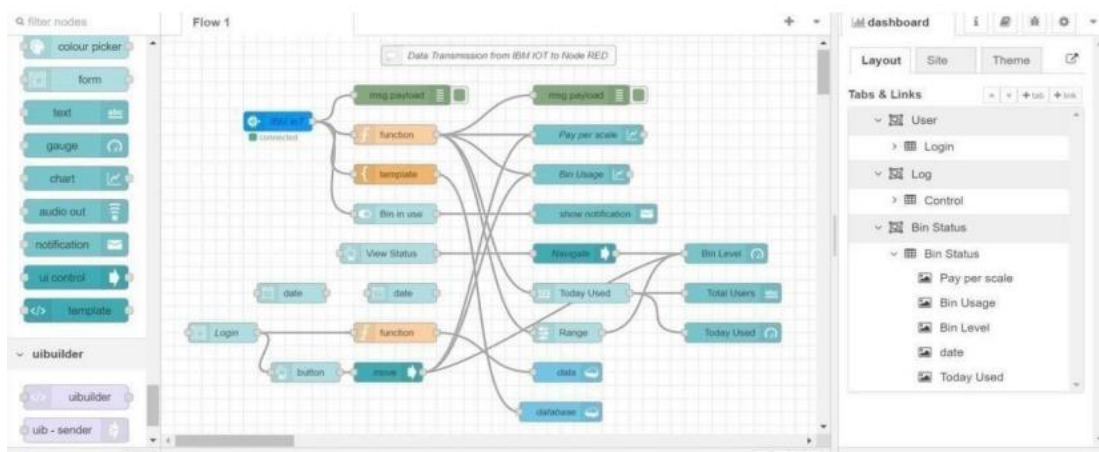 filter nodes
colour picker
form
text
abc
gauge
chart
audio out
notification
ui control
template
uibuilder
uibuilder
uib - sender
Flow 1
Data Transmission from IBM IOT to Node RED
msg.payload
msg.payload
IBM IoT
connected
function
Pay per scale
template
Bin Usage
Bin in use
show notification
View Status
Navigate
Bin Level
date
date
Today Used
Total Users
abc
Login
function
Range
Today Used
button
move
data
database
dashboard
i
Layout
Site
Theme
Tabs & Links
+ tab
+ link
User
Login
Log
Control
Bin Status
Bin Status
Pay per scale
Bin Usage
Bin Level
date
Today Used